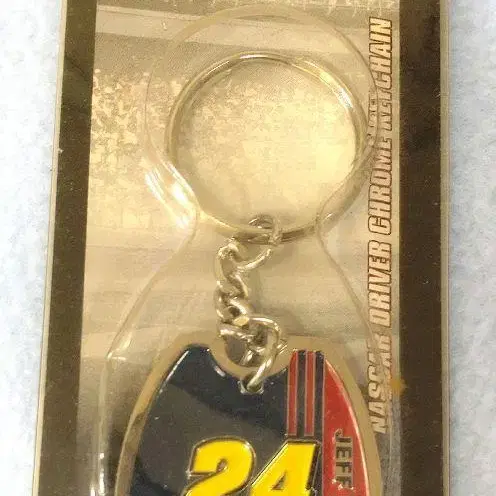 NASCAR DRIVER CHROME KEYCHAIN
JEFF
24